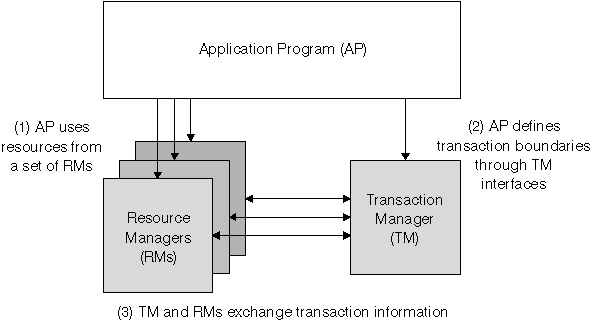 Application Program (AP)
(1) AP uses
resources from
a set of RMs
(2) AP defines
transaction boundaries
through TM
interfaces
Resource
Managers
(RMs)
Transaction
Manager
(TM)
(3) TM and RMs exchange transaction information